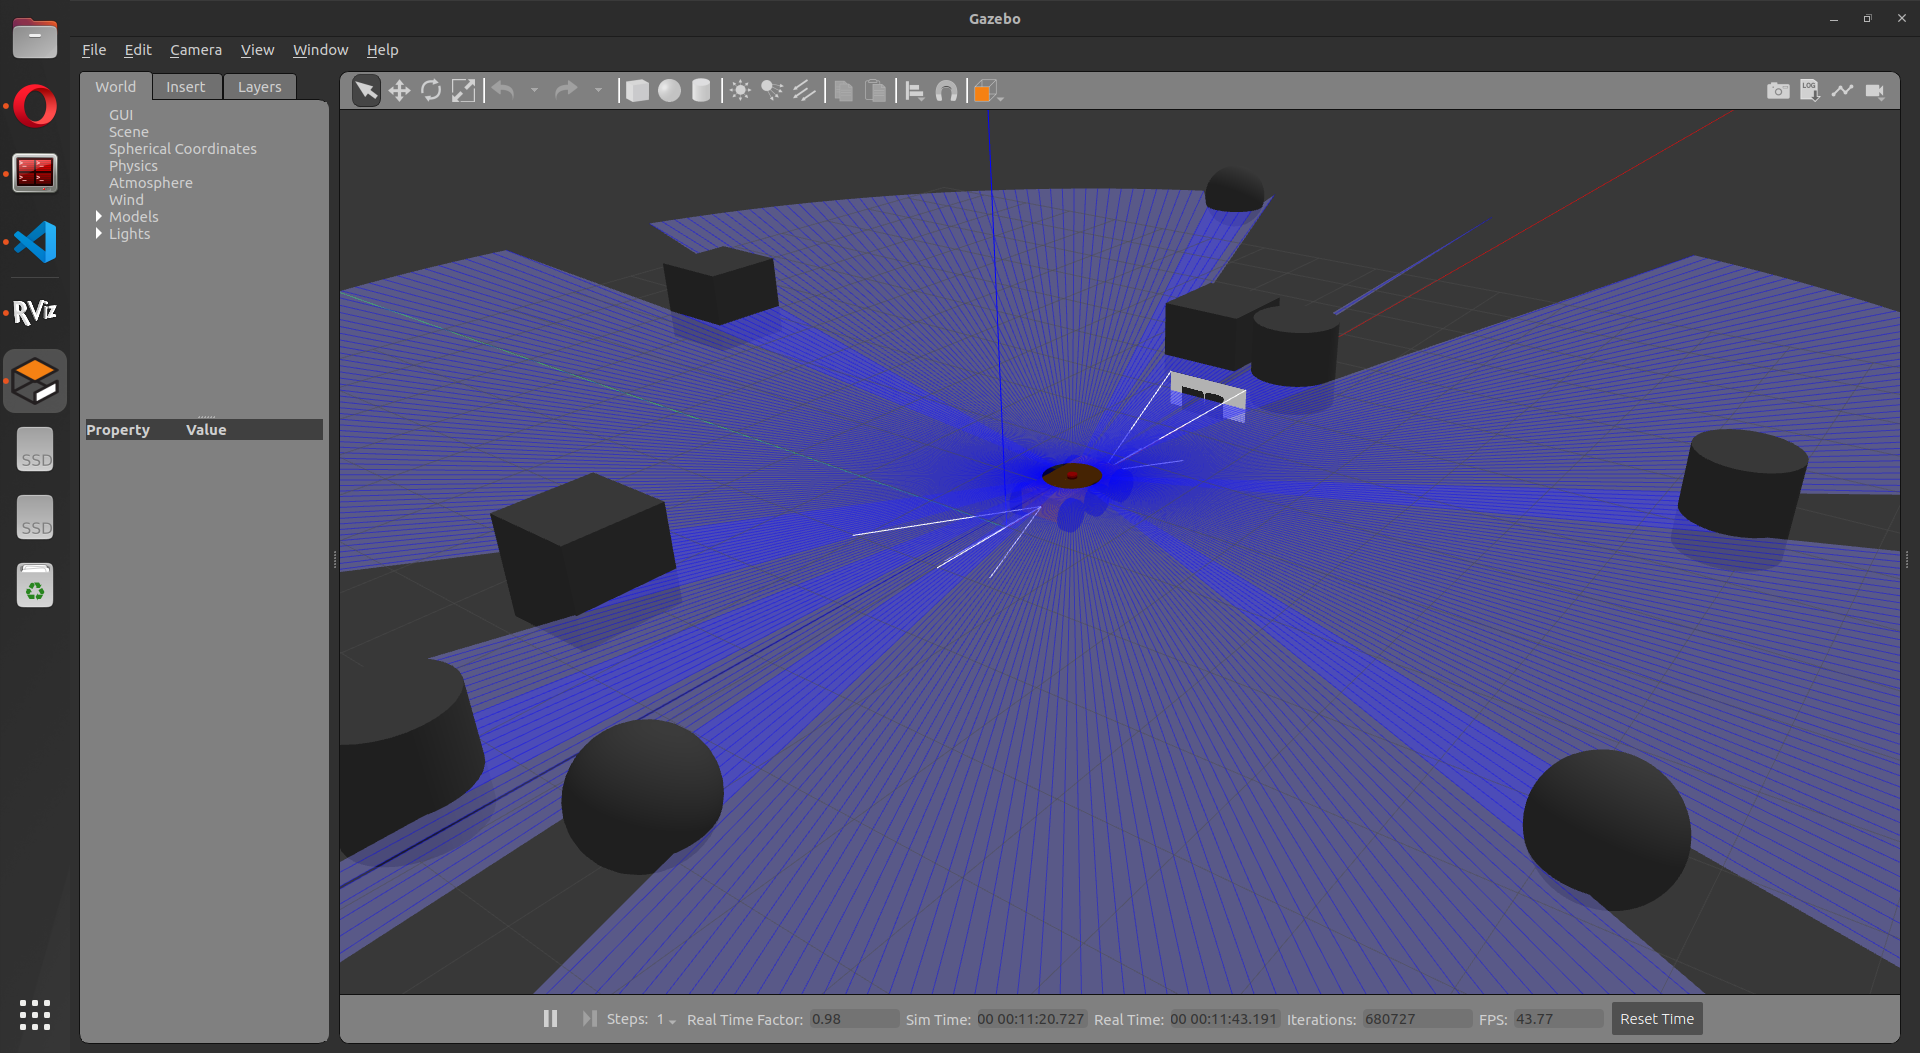 Gazebo
File Edit Camera View Window Help
World Insert Layers
LOG
GUI
Scene
Spherical Coordinates
Physics
Atmosphere
Wind
Models
Lights
RViz
Property Value
SSD
SSD
Steps: 1 Real Time Factor: 0.98 Sim Time: 00 00:11:20.727 Real Time: 00 00:11:43.191 Iterations: 680727 FPS: 43.77 Reset Time